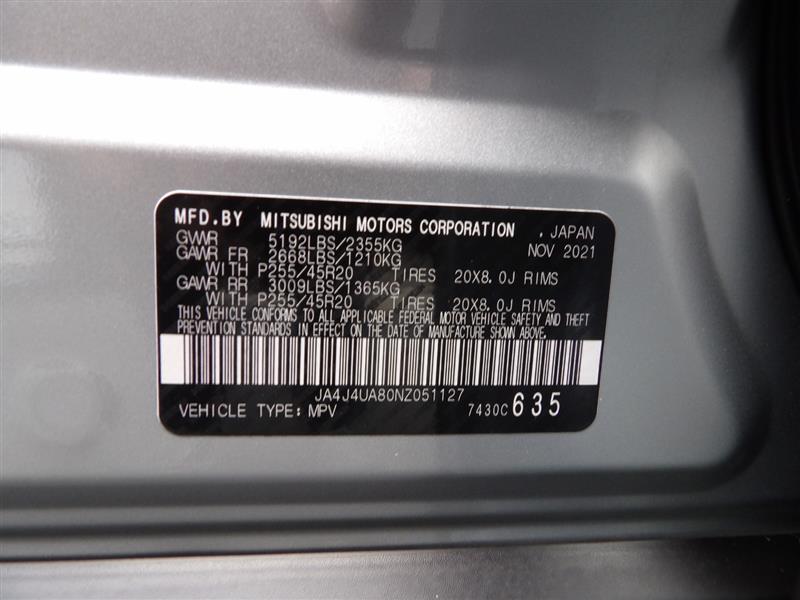 MFD.BY MITSUBISHI MOTORS CORPORATION , JAPAN
GVWR 5192LBS/2355KG NOV 2021
GAWR FR 2668LBS/1210KG
WITH P255/45R20 TIRES 20X8.0J RIMS
GAWR RR 3009LBS/1365KG
WITH P255/45R20 TIRES 20X8.0J RIMS
THIS VEHICLE CONFORMS TO ALL APPLICABLE FEDERAL MOTOR VEHICLE SAFETY AND THEFT
PREVENTION STANDARDS IN EFFECT ON THE DATE OF MANUFACTURE SHOWN ABOVE.
JA4J4UA80NZ051127
VEHICLE TYPE: MPV 7430C 635